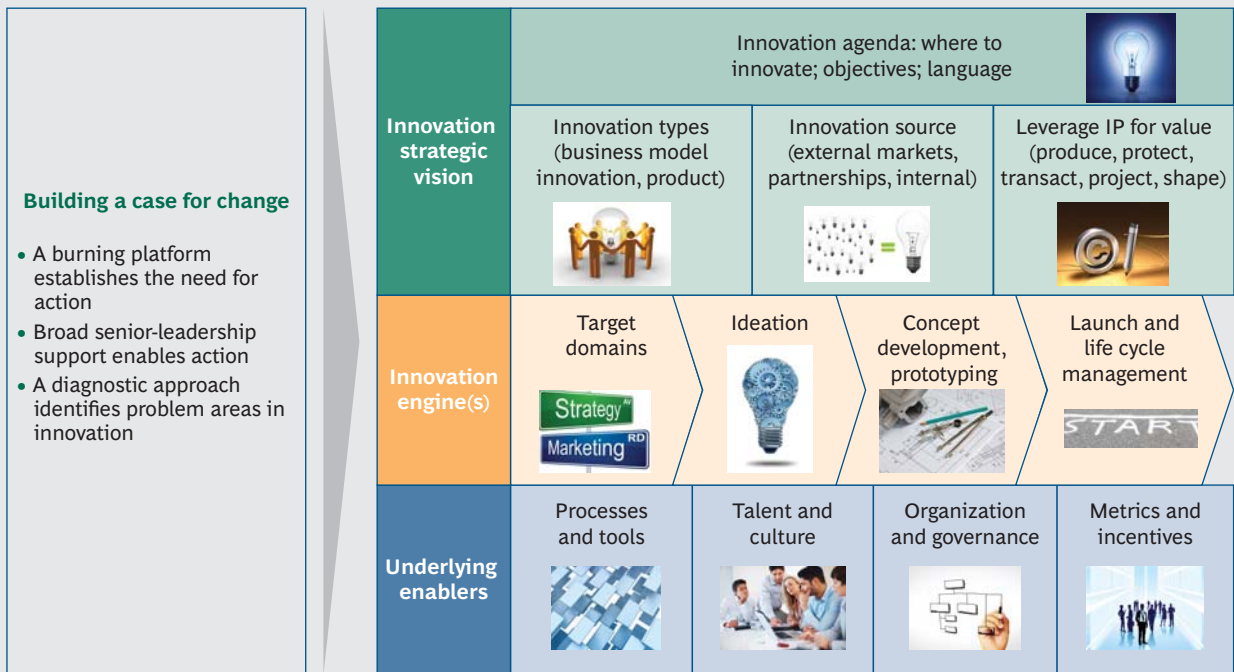 Building a case for change
• A burning platform
establishes the need for
action
• Broad senior-leadership
support enables action
• A diagnostic approach
identifies problem areas in
innovation
Innovation
strategic
vision
Innovation agenda: where to
innovate; objectives; language
Innovation types
(business model
innovation, product)
Innovation source
(external markets,
partnerships, internal)
=
Leverage IP for value
(produce, protect,
transact, project, shape)
C
Innovation
engine(s)
Target
domains
Strategy AV
Marketing RD
Ideation
Concept
development,
prototyping
Launch and
life cycle
management
START
Underlying
enablers
Processes
and tools
Talent and
culture
Organization
and governance
Metrics and
incentives